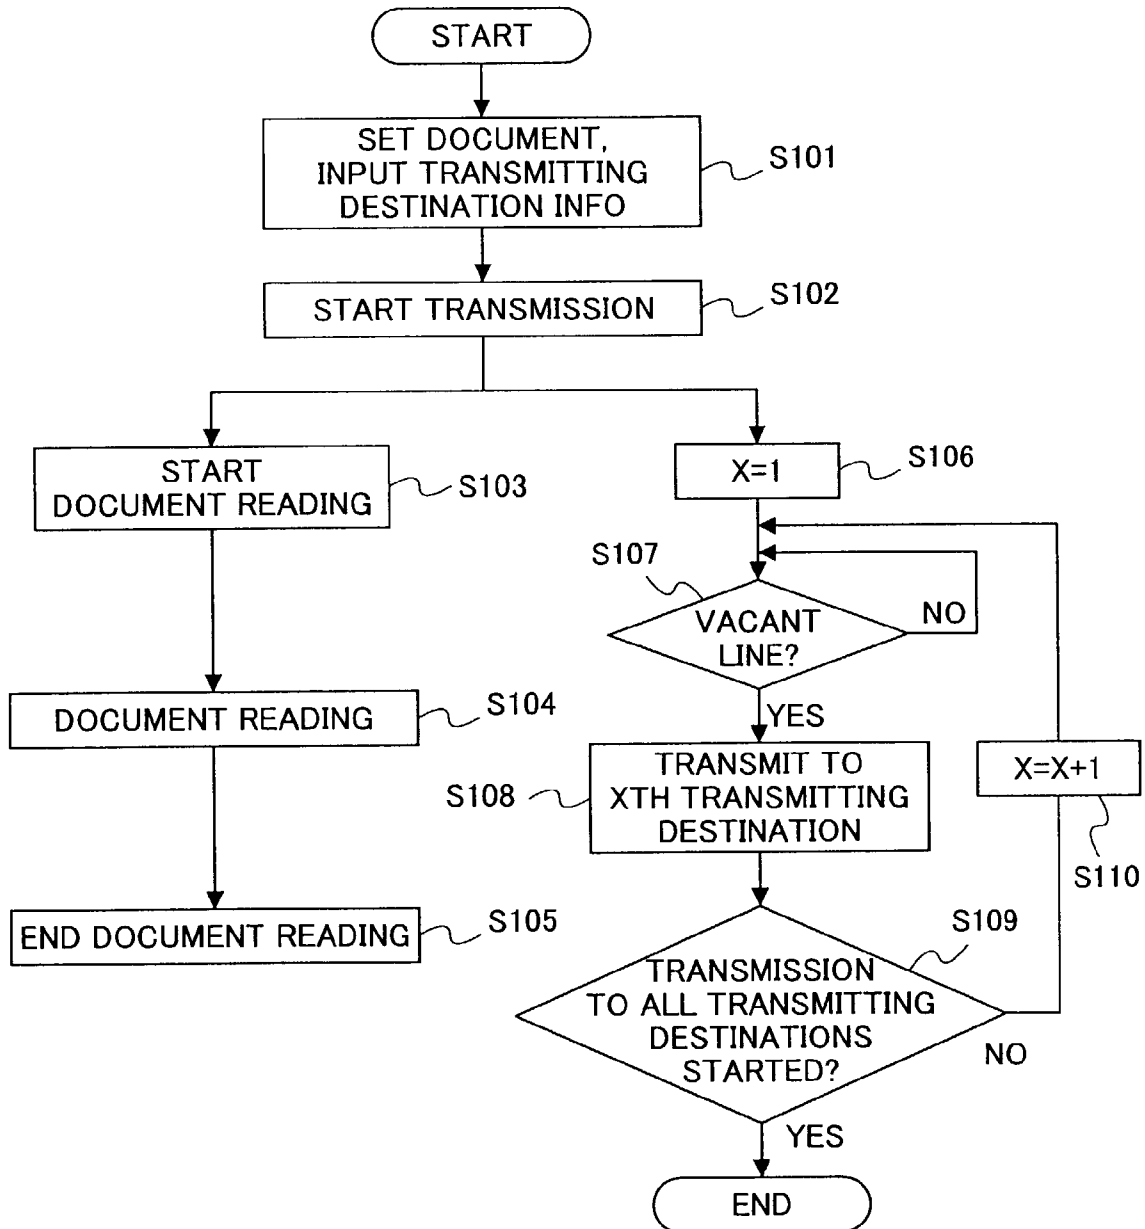 START
SET DOCUMENT,
INPUT TRANSMITTING
DESTINATION INFO
S101
START TRANSMISSION
S102
START
DOCUMENT READING
S103
DOCUMENT READING
S104
END DOCUMENT READING
S105
X=1
S106
S107
VACANT
LINE?
NO
YES
S108
TRANSMIT TO
XTH TRANSMITTING
DESTINATION
X=X+1
S110
S109
TRANSMISSION
TO ALL TRANSMITTING
DESTINATIONS
STARTED?
NO
YES
END